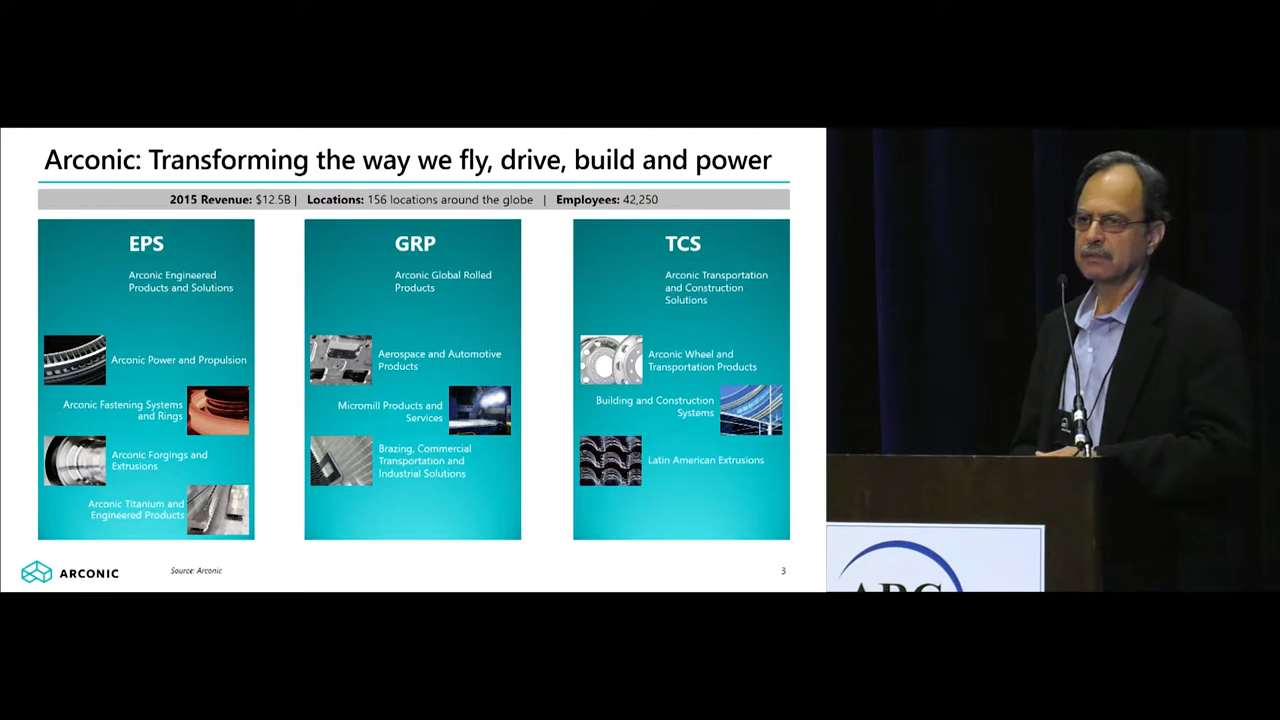 Arconic: Transforming the way we fly, drive, build and power
2015 Revenue: $12.5B | Locations: 156 locations around the globe | Employees: 42,250
EPS
Arconic Engineered
Products and Solutions
Arconic Power and Propulsion
Arconic Fastening Systems
and Rings
Arconic Forgings and
Extrusions
Arconic Titanium and
Engineered Products
GRP
Arconic Global Rolled
Products
Aerospace and Automotive
Products
Micromill Products and
Services
Brazing, Commercial
Transportation and
Industrial Solutions
TCS
Arconic Transportation
and Construction
Solutions
Arconic Wheel and
Transportation Products
Building and Construction
Systems
Latin American Extrusions
ARCONIC
Source: Arconic
3
ARC